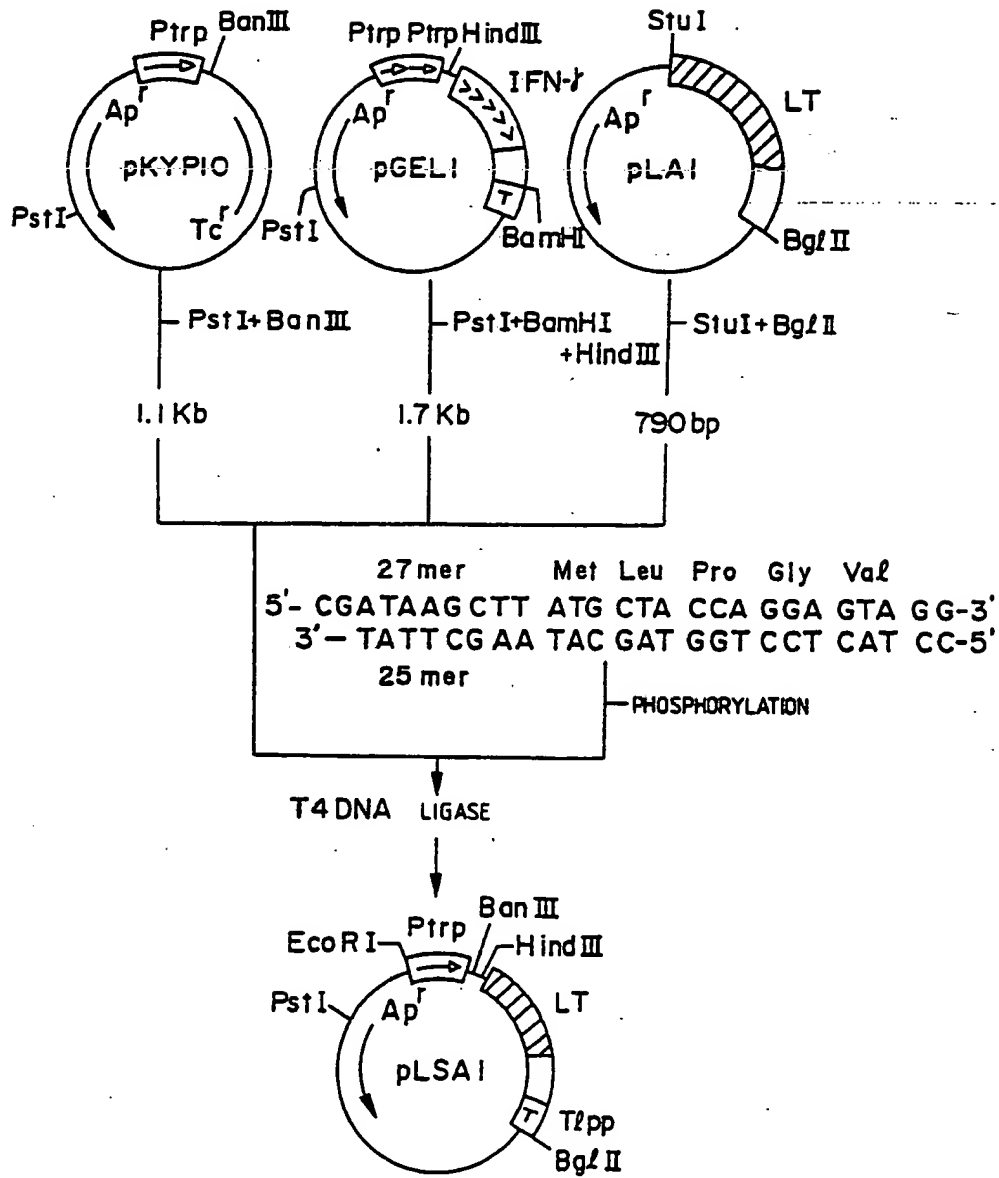 Ptrp BanIII
Ap^r
pKYP10
PstI
Tc^r
Ptrp Ptrp HindIII
IFN-γ
Ap^r
pGEL1
T
PstI
BamHI
StuI
LT
Ap^r
pLA1
BglII
PstI+BanIII
PstI+BamHI
+HindIII
StuI+BglII
1.1 Kb
1.7 Kb
790 bp
27 mer Met Leu Pro Gly Val
5'- CGATAAGCTT ATG CTA CCA GGA GTA GG-3'
3'- TATTCGAA TAC GAT GGT CCT CAT CC-5'
25 mer
PHOSPHORYLATION
T4 DNA LIGASE
Ptrp
BanIII
EcoRI
HindIII
PstI
Ap^r
LT
pLSA1
T
Tlpp
BglII